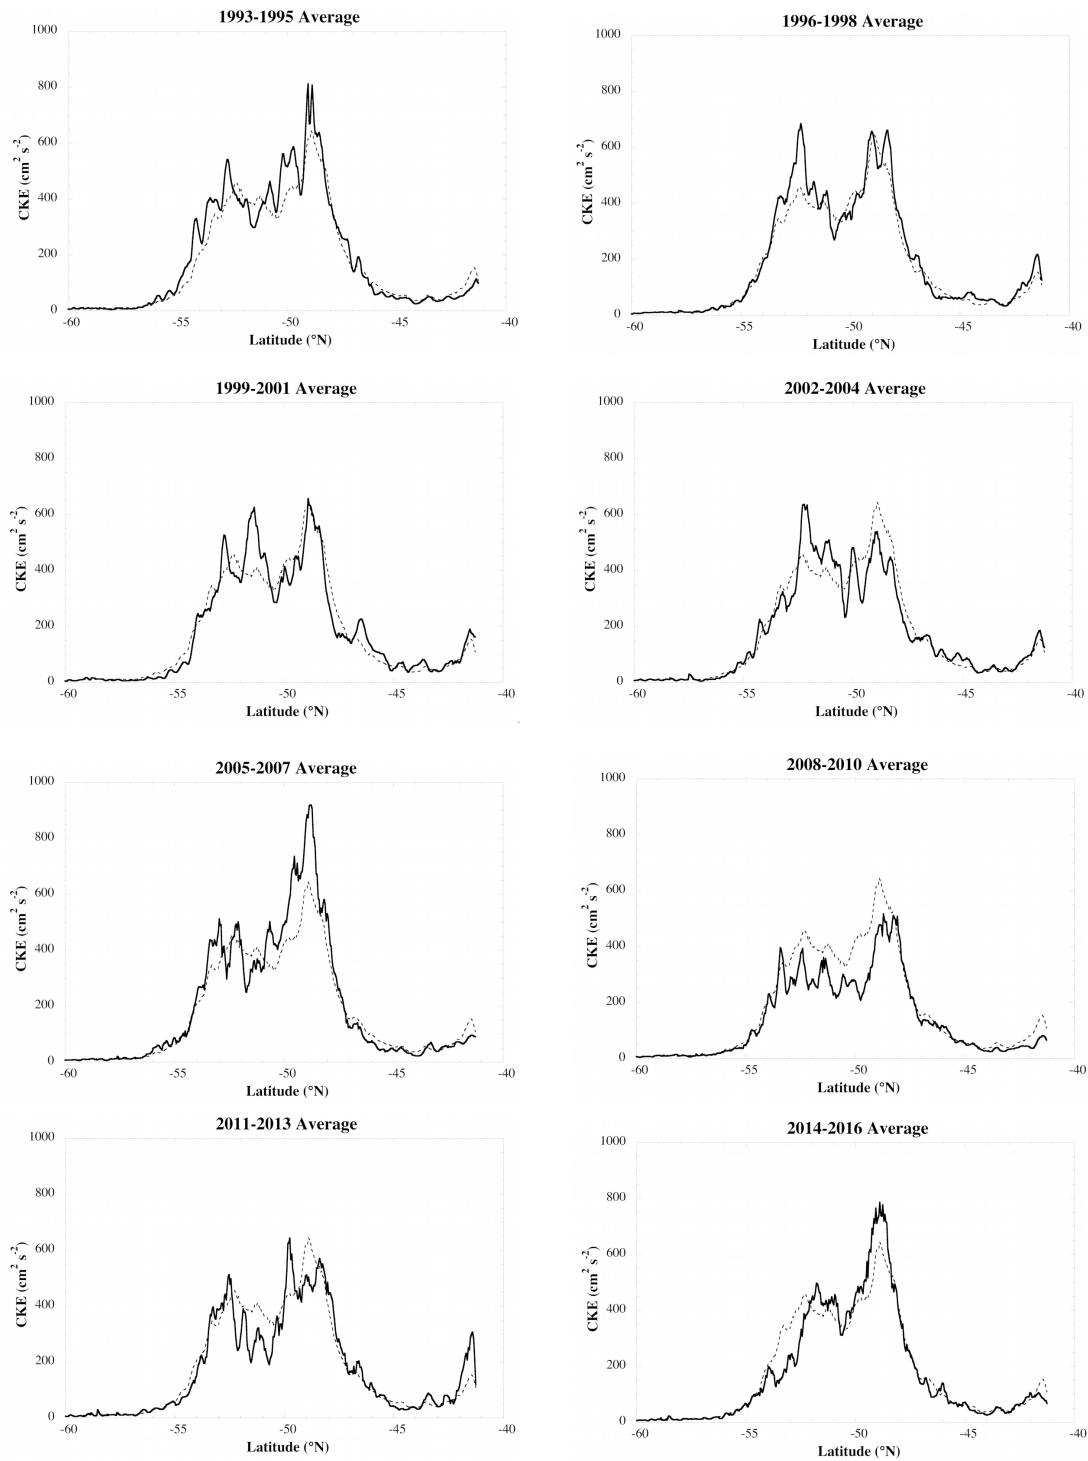 1993-1995 Average
1000
800
600
400
200
0
CKE (cm² s⁻²)
-60 -55 -50 -45 -40
Latitude (°N)
1996-1998 Average
1000
800
600
400
200
0
CKE (cm² s⁻²)
-60 -55 -50 -45 -40
Latitude (°N)
1999-2001 Average
1000
800
600
400
200
0
CKE (cm² s⁻²)
-60 -55 -50 -45 -40
Latitude (°N)
2002-2004 Average
1000
800
600
400
200
0
CKE (cm² s⁻²)
-60 -55 -50 -45 -40
Latitude (°N)
2005-2007 Average
1000
800
600
400
200
0
CKE (cm² s⁻²)
-60 -55 -50 -45 -40
Latitude (°N)
2008-2010 Average
1000
800
600
400
200
0
CKE (cm² s⁻²)
-60 -55 -50 -45 -40
Latitude (°N)
2011-2013 Average
1000
800
600
400
200
0
CKE (cm² s⁻²)
-60 -55 -50 -45 -40
Latitude (°N)
2014-2016 Average
1000
800
600
400
200
0
CKE (cm² s⁻²)
-60 -55 -50 -45 -40
Latitude (°N)